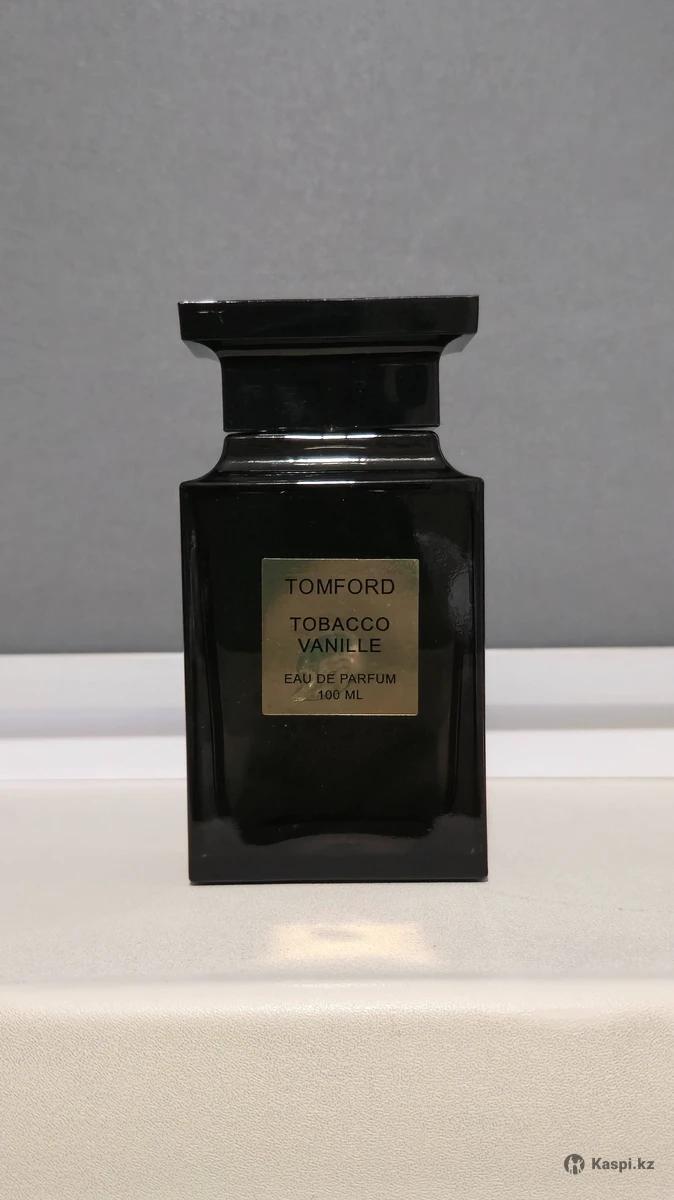 TOMFORD
TOBACCO
VANILLE
EAU DE PARFUM
100 ML
Kaspi.kz